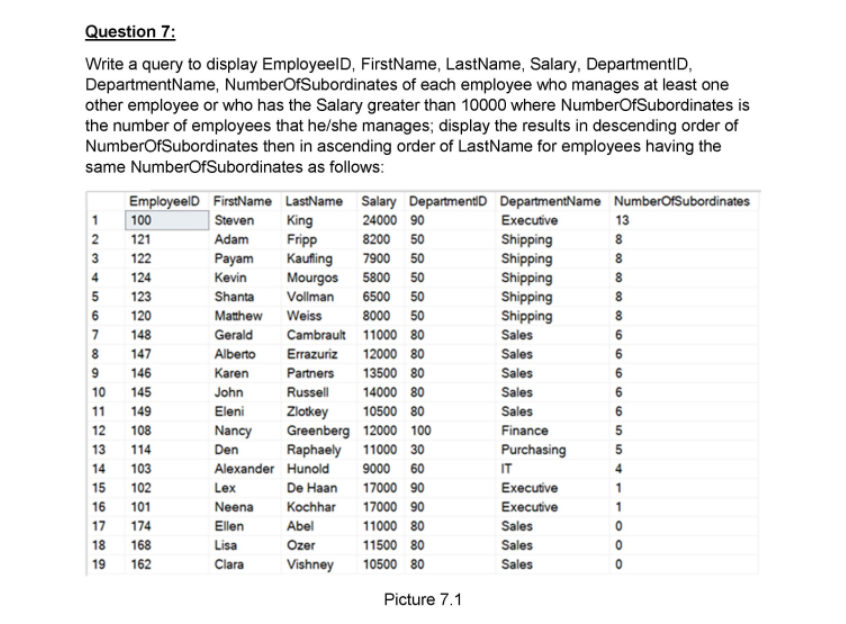 Question 7:
Write a query to display EmployeeID, FirstName, LastName, Salary, DepartmentID,
DepartmentName, NumberOfSubordinates of each employee who manages at least one
other employee or who has the Salary greater than 10000 where NumberOfSubordinates is
the number of employees that he/she manages; display the results in descending order of
NumberOfSubordinates then in ascending order of LastName for employees having the
same NumberOfSubordinates as follows:
EmployeeID FirstName LastName Salary DepartmentID DepartmentName NumberOfSubordinates
1 100 Steven King 24000 90 Executive 13
2 121 Adam Fripp 8200 50 Shipping 8
3 122 Payam Kaufling 7900 50 Shipping 8
4 124 Kevin Mourgos 5800 50 Shipping 8
5 123 Shanta Vollman 6500 50 Shipping 8
6 120 Matthew Weiss 8000 50 Shipping 8
7 148 Gerald Cambrault 11000 80 Sales 6
8 147 Alberto Errazuriz 12000 80 Sales 6
9 146 Karen Partners 13500 80 Sales 6
10 145 John Russell 14000 80 Sales 6
11 149 Eleni Zlotkey 10500 80 Sales 6
12 108 Nancy Greenberg 12000 100 Finance 5
13 114 Den Raphaely 11000 30 Purchasing 5
14 103 Alexander Hunold 9000 60 IT 4
15 102 Lex De Haan 17000 90 Executive 1
16 101 Neena Kochhar 17000 90 Executive 1
17 174 Ellen Abel 11000 80 Sales 0
18 168 Lisa Ozer 11500 80 Sales 0
19 162 Clara Vishney 10500 80 Sales 0
Picture 7.1